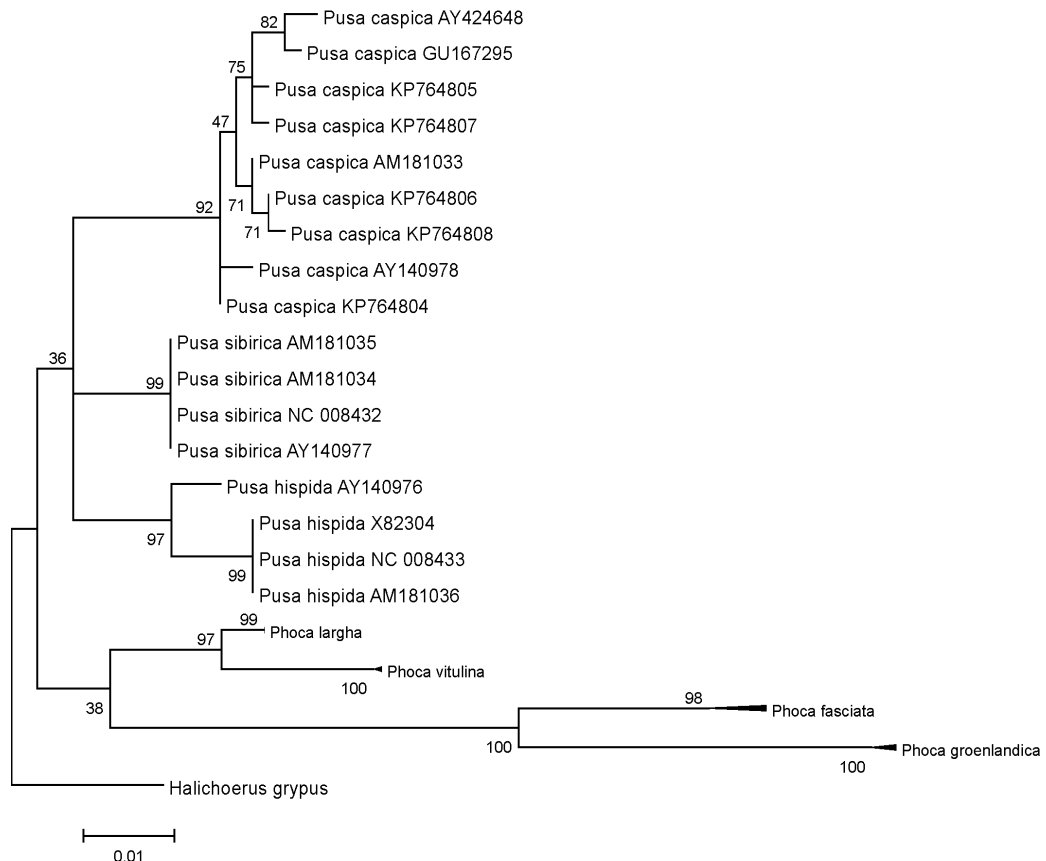 82
Pusa caspica AY424648
Pusa caspica GU167295
75
Pusa caspica KP764805
Pusa caspica KP764807
47
Pusa caspica AM181033
71
Pusa caspica KP764806
71
Pusa caspica KP764808
92
Pusa caspica AY140978
Pusa caspica KP764804
36
Pusa sibirica AM181035
99
Pusa sibirica AM181034
Pusa sibirica NC 008432
Pusa sibirica AY140977
Pusa hispida AY140976
97
Pusa hispida X82304
Pusa hispida NC 008433
99
Pusa hispida AM181036
99
Phoca largha
97
Phoca vitulina
100
38
98
Phoca fasciata
100
Phoca groenlandica
100
Halichoerus grypus
0.01